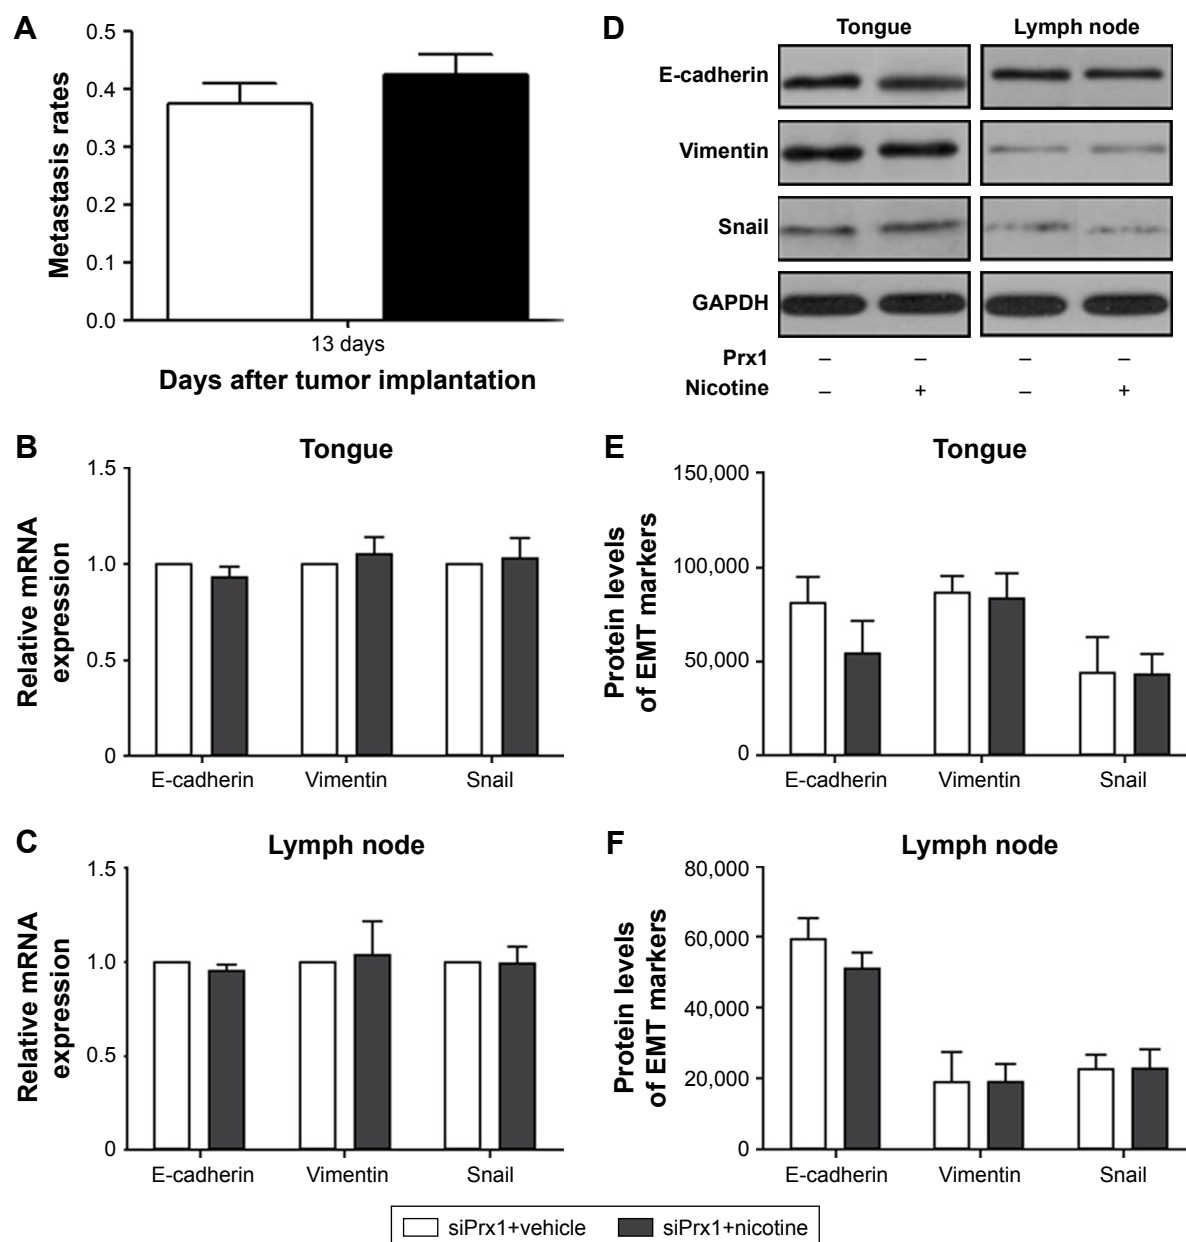 A
Metastasis rates
0.5
0.4
0.3
0.2
0.1
0.0
13 days
Days after tumor implantation
D
Tongue Lymph node
E-cadherin
Vimentin
Snail
GAPDH
Prx1 – – – –
Nicotine – + – +
B
Tongue
Relative mRNA
expression
1.5
1.0
0.5
0
E-cadherin Vimentin Snail
E
Tongue
Protein levels
of EMT markers
150,000
100,000
50,000
0
E-cadherin Vimentin Snail
C
Lymph node
Relative mRNA
expression
1.5
1.0
0.5
0
E-cadherin Vimentin Snail
F
Lymph node
Protein levels
of EMT markers
80,000
60,000
40,000
20,000
0
E-cadherin Vimentin Snail
siPrx1+vehicle siPrx1+nicotine